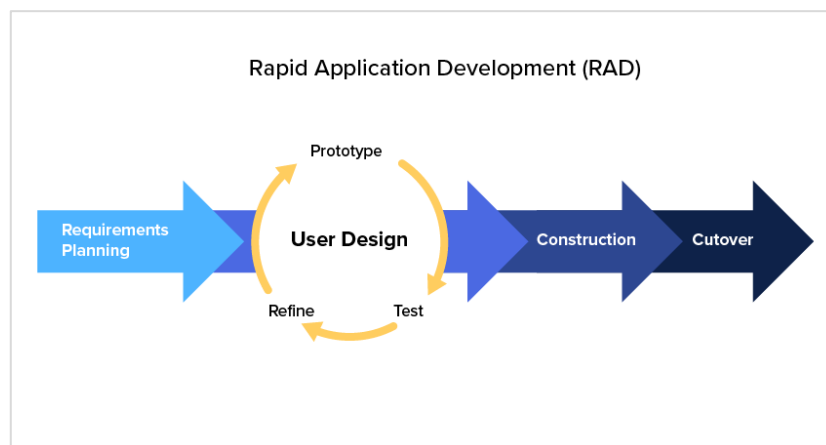 Rapid Application Development (RAD)
Prototype
Requirements
Planning
User Design
Construction
Cutover
Refine
Test